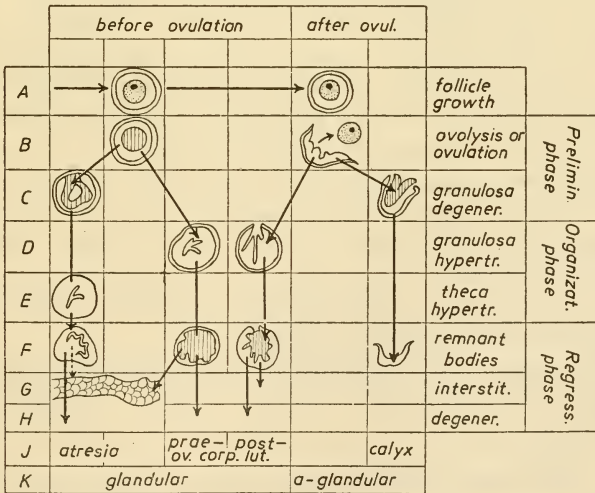 before ovulation
after ovul.
A
follicle
growth
B
ovolysis or
ovulation
C
granulosa
degener.
Prelimin.
phase
D
granulosa
hypertr.
E
theca
hypertr.
Organizat.
phase
F
remnant
bodies
G
interstit.
H
degener.
Regress.
phase
J
atresia
prae- post-
ov. corp. lut.
calyx
K
glandular
a-glandular